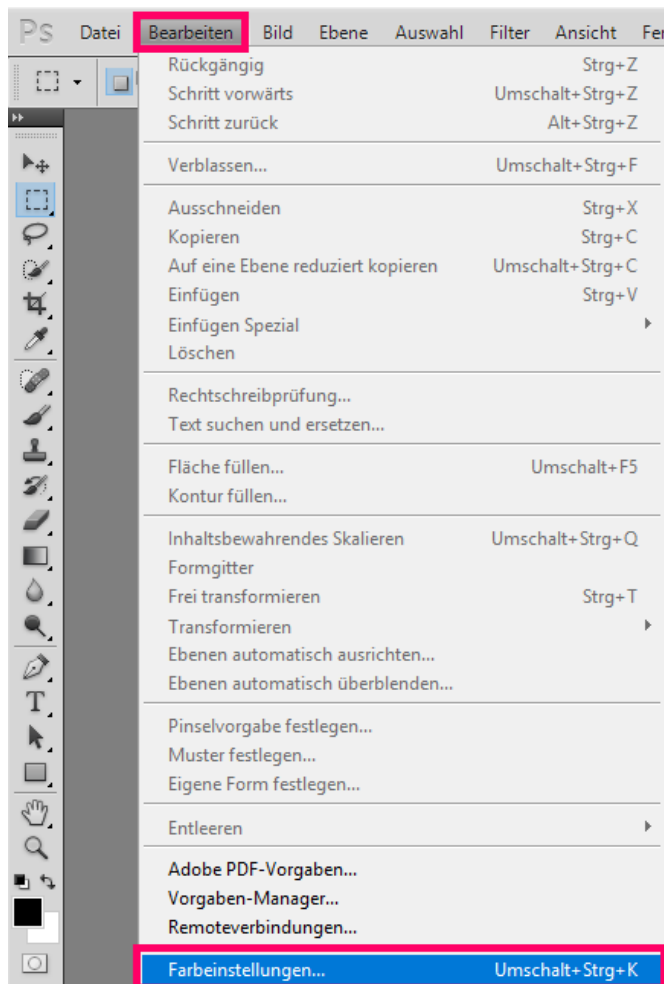 Ps Datei Bearbeiten Bild Ebene Auswahl Filter Ansicht
Rückgängig Strg+Z
Schritt vorwärts Umschalt+Strg+Z
Schritt zurück Alt+Strg+Z
Verblassen... Umschalt+Strg+F
Ausschneiden Strg+X
Kopieren Strg+C
Auf eine Ebene reduziert kopieren Umschalt+Strg+C
Einfügen Strg+V
Einfügen Spezial
Löschen
Rechtschreibprüfung...
Text suchen und ersetzen...
Fläche füllen... Umschalt+F5
Kontur füllen...
Inhaltsbewahrendes Skalieren Umschalt+Strg+Q
Formgitter
Frei transformieren Strg+T
Transformieren
Ebenen automatisch ausrichten...
Ebenen automatisch überblenden...
Pinselvorgabe festlegen...
Muster festlegen...
Eigene Form festlegen...
Entleeren
Adobe PDF-Vorgaben...
Vorgaben-Manager...
Remoteverbindungen...
Farbeinstellungen... Umschalt+Strg+K